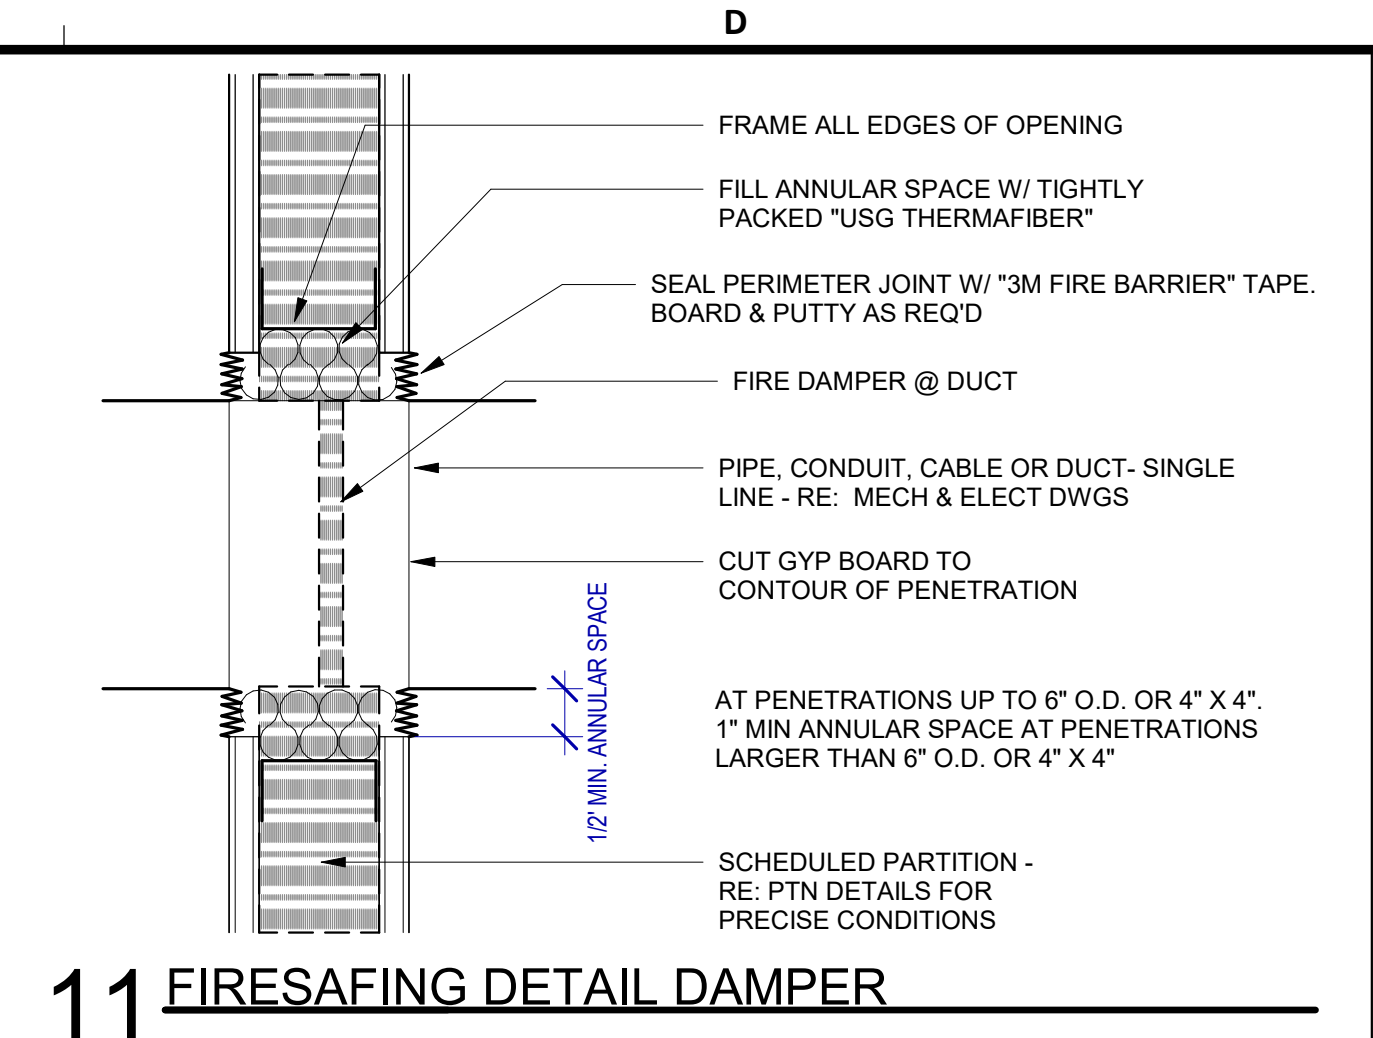 D
FRAME ALL EDGES OF OPENING
FILL ANNULAR SPACE W/ TIGHTLY
PACKED "USG THERMAFIBER"
SEAL PERIMETER JOINT W/ "3M FIRE BARRIER" TAPE.
BOARD & PUTTY AS REQ'D
FIRE DAMPER @ DUCT
PIPE, CONDUIT, CABLE OR DUCT- SINGLE
LINE - RE:  MECH & ELECT DWGS
CUT GYP BOARD TO
CONTOUR OF PENETRATION
1/2' MIN. ANNULAR SPACE
AT PENETRATIONS UP TO 6" O.D. OR 4" X 4".
1" MIN ANNULAR SPACE AT PENETRATIONS
LARGER THAN 6" O.D. OR 4" X 4"
SCHEDULED PARTITION -
RE: PTN DETAILS FOR
PRECISE CONDITIONS
11 FIRESAFING DETAIL DAMPER